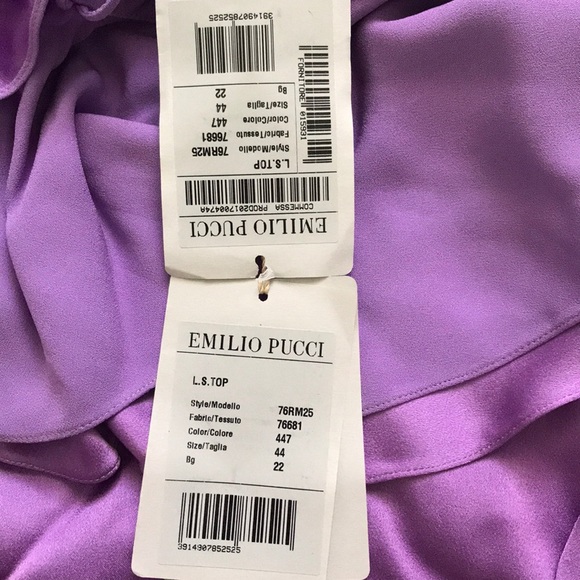 3914907852525
FORNITORE 015931
Bg 22
Size/Taglia 44
Color/Colore 447
Fabric/Tessuto 76681
Style/Modello 76RM25
L.S.TOP
COMMESSA PROD201700474A
EMILIO PUCCI
EMILIO PUCCI
L.S.TOP
Style/Modello 76RM25
Fabric/Tessuto 76681
Color/Colore 447
Size/Taglia 44
Bg 22
3914907852525